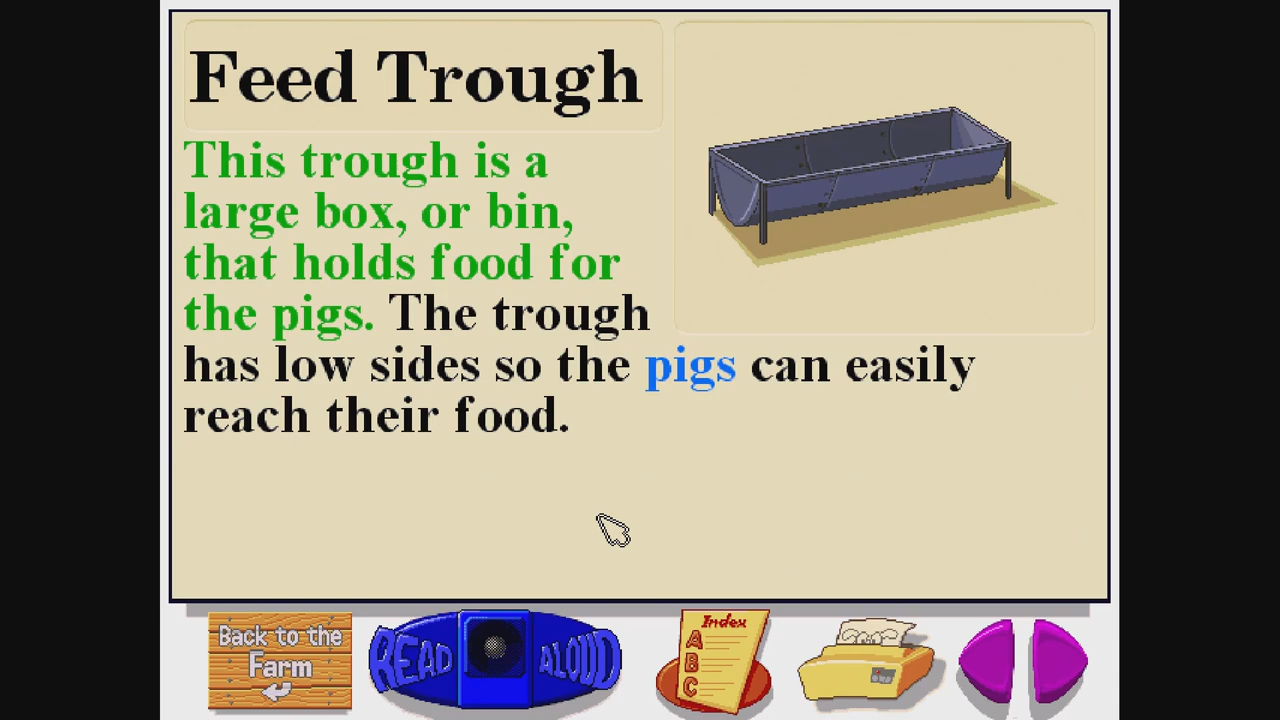 Feed Trough
This trough is a
large box, or bin,
that holds food for
the pigs. The trough
has low sides so the pigs can easily
reach their food.
Back to the
Farm
READ ALOUD
Index
A
B
C